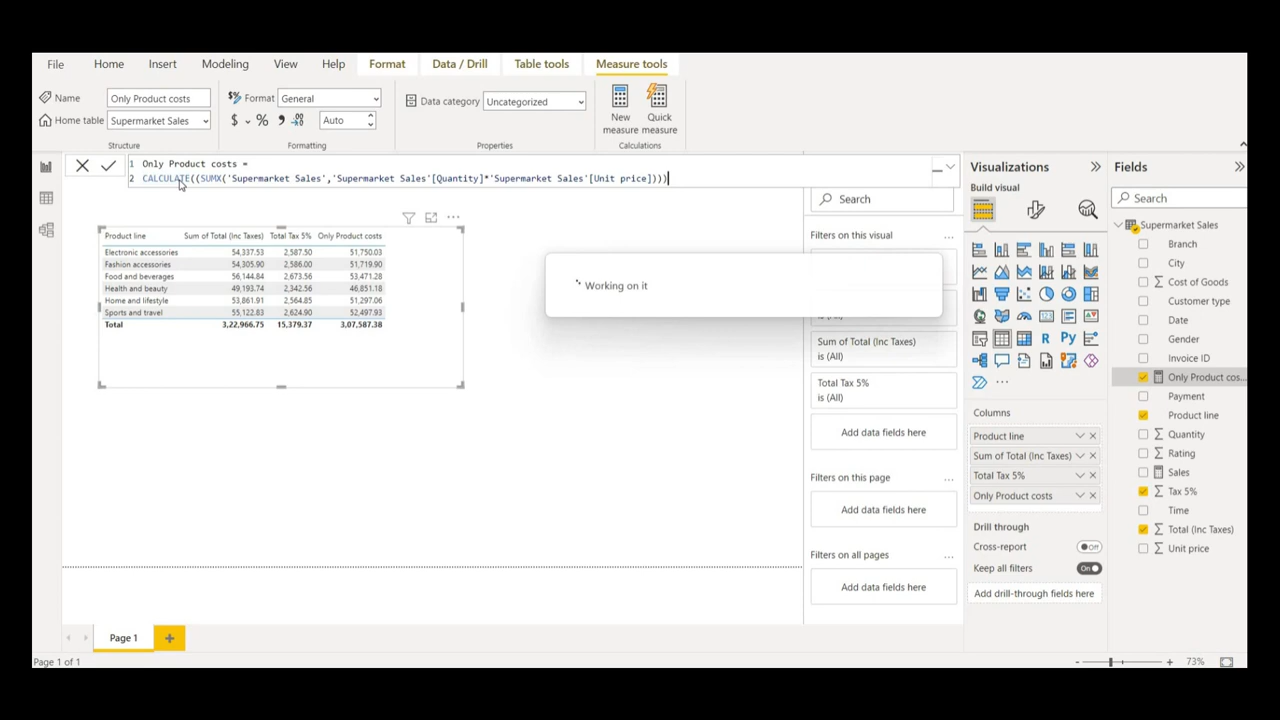 File Home Insert Modeling View Help Format Data / Drill Table tools Measure tools
Name Only Product costs
Home table Supermarket Sales
Structure
Format General
$ % Auto
Formatting
Data category Uncategorized
Properties
New measure
Quick measure
Calculations
1 Only Product costs =
2 CALCULATE((SUMX('Supermarket Sales','Supermarket Sales'[Quantity]*'Supermarket Sales'[Unit price])))
Product line Sum of Total (Inc Taxes) Total Tax 5% Only Product costs
Electronic accessories 54,337.53 2,587.50 51,750.03
Fashion accessories 54,305.90 2,586.00 51,719.90
Food and beverages 56,144.84 2,673.56 53,471.28
Health and beauty 49,193.74 2,342.56 46,851.18
Home and lifestyle 53,861.91 2,564.85 51,297.06
Sports and travel 55,122.83 2,624.90 52,497.93
Total 3,22,966.75 15,379.37 3,07,587.38
Working on it
Search
Filters on this visual ...
is (All)
Sum of Total (Inc Taxes)
is (All)
Total Tax 5%
is (All)
Add data fields here
Filters on this page ...
Add data fields here
Filters on all pages ...
Add data fields here
Visualizations
Build visual
R Py
...
Columns
Product line
Sum of Total (Inc Taxes)
Total Tax 5%
Only Product costs
Drill through
Cross-report Off
Keep all filters On
Add drill-through fields here
Fields
Search
Supermarket Sales
Branch
City
Cost of Goods
Customer type
Date
Gender
Invoice ID
Only Product cos...
Payment
Product line
Quantity
Rating
Sales
Tax 5%
Time
Total (Inc Taxes)
Unit price
Page 1 +
Page 1 of 1
- + 73%